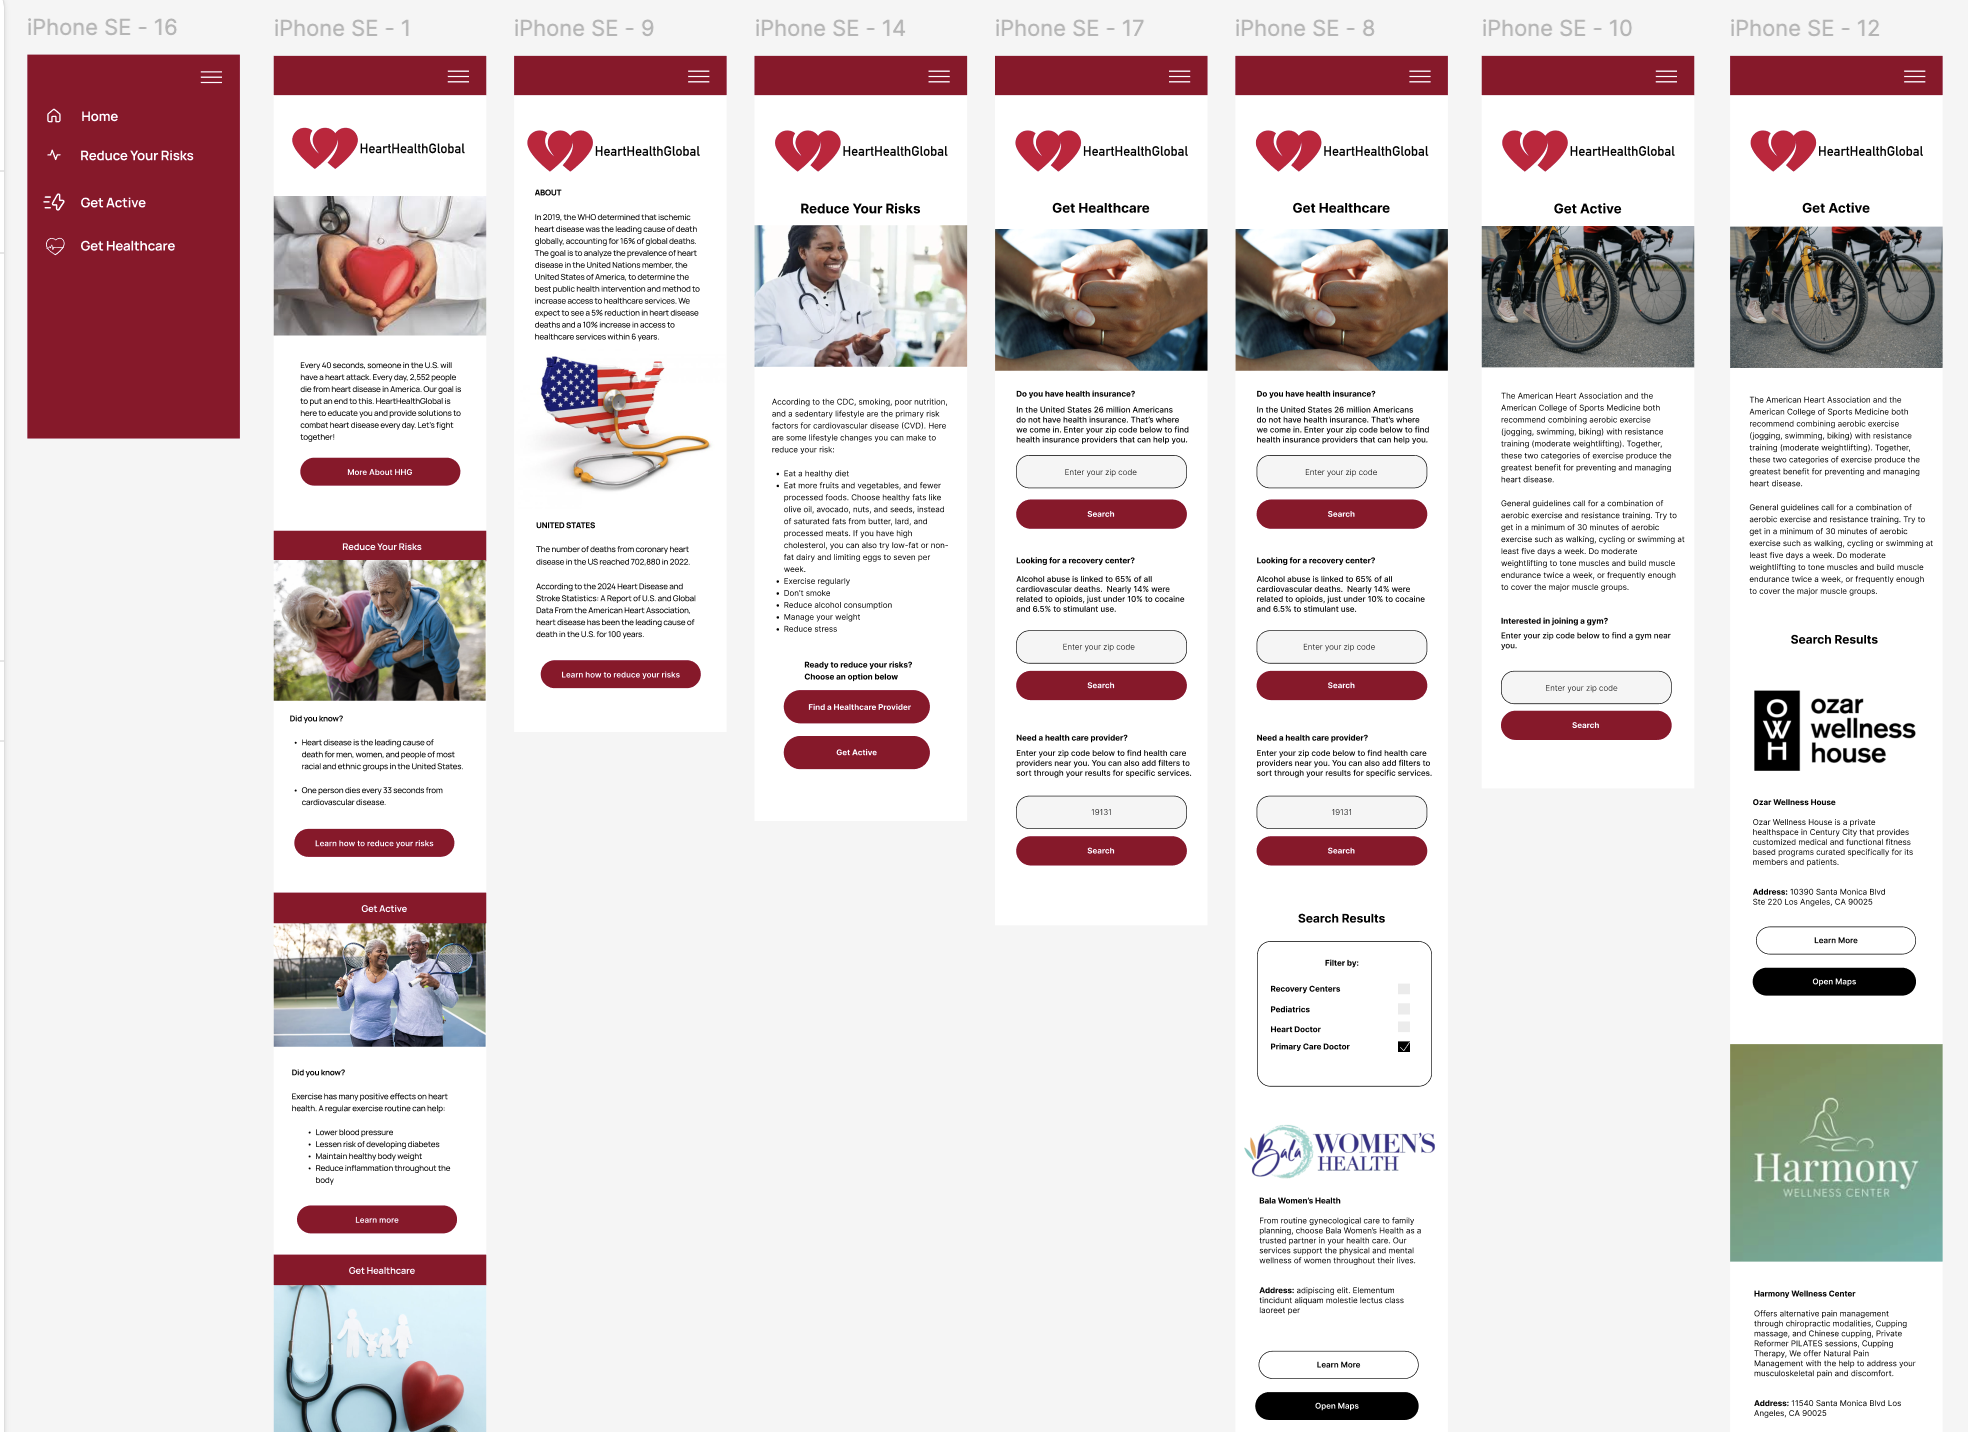 iPhone SE - 16
Home
Reduce Your Risks
Get Active
Get Healthcare
iPhone SE - 1
HeartHealthGlobal
Every 40 seconds, someone in the U.S. will
have a heart attack. Every day, 2,552 people
die from heart disease in America. Our goal is
to put an end to this. HeartHealthGlobal is
here to educate you and provide solutions to
combat heart disease every day. Let's fight
together!
More About HHG
Reduce Your Risks
Did you know?
• Heart disease is the leading cause of
death for men, women, and people of most
racial and ethnic groups in the United States.
• One person dies every 33 seconds from
cardiovascular disease.
Learn how to reduce your risks
Get Active
Did you know?
Exercise has many positive effects on heart
health. A regular exercise routine can help:
• Lower blood pressure
• Lessen risk of developing diabetes
• Maintain healthy body weight
• Reduce inflammation throughout the
body
Learn more
Get Healthcare
iPhone SE - 9
HeartHealthGlobal
ABOUT
In 2019, the WHO determined that ischemic
heart disease was the leading cause of death
globally, accounting for 16% of global deaths.
The goal is to analyze the prevalence of heart
disease in the United Nations member, the
United States of America, to determine the
best public health intervention and method to
increase access to healthcare services. We
expect to see a 5% reduction in heart disease
deaths and a 10% increase in access to
healthcare services within 6 years.
UNITED STATES
The number of deaths from coronary heart
disease in the US reached 702,880 in 2022.
According to the 2024 Heart Disease and
Stroke Statistics: A Report of U.S. and Global
Data From the American Heart Association,
heart disease has been the leading cause of
death in the U.S. for 100 years.
Learn how to reduce your risks
iPhone SE - 14
HeartHealthGlobal
Reduce Your Risks
According to the CDC, smoking, poor nutrition,
and a sedentary lifestyle are the primary risk
factors for cardiovascular disease (CVD). Here
are some lifestyle changes you can make to
reduce your risk:
• Eat a healthy diet
• Eat more fruits and vegetables, and fewer
processed foods. Choose healthy fats like
olive oil, avocado, nuts, and seeds, instead
of saturated fats from butter, lard, and
processed meats. If you have high
cholesterol, you can also try low-fat or non-
fat dairy and limiting eggs to seven per
week.
• Exercise regularly
• Don't smoke
• Reduce alcohol consumption
• Manage your weight
• Reduce stress
Ready to reduce your risks?
Choose an option below
Find a Healthcare Provider
Get Active
iPhone SE - 17
HeartHealthGlobal
Get Healthcare
Do you have health insurance?
In the United States 26 million Americans
do not have health insurance. That's where
we come in. Enter your zip code below to find
health insurance providers that can help you.
Enter your zip code
Search
Looking for a recovery center?
Alcohol abuse is linked to 65% of all
cardiovascular deaths. Nearly 14% were
related to opioids, just under 10% to cocaine
and 6.5% to stimulant use.
Enter your zip code
Search
Need a health care provider?
Enter your zip code below to find health care
providers near you. You can also add filters to
sort through your results for specific services.
19131
Search
iPhone SE - 8
HeartHealthGlobal
Get Healthcare
Do you have health insurance?
In the United States 26 million Americans
do not have health insurance. That's where
we come in. Enter your zip code below to find
health insurance providers that can help you.
Enter your zip code
Search
Looking for a recovery center?
Alcohol abuse is linked to 65% of all
cardiovascular deaths. Nearly 14% were
related to opioids, just under 10% to cocaine
and 6.5% to stimulant use.
Enter your zip code
Search
Need a health care provider?
Enter your zip code below to find health care
providers near you. You can also add filters to
sort through your results for specific services.
19131
Search
Search Results
Filter by:
Recovery Centers
Pediatrics
Heart Doctor
Primary Care Doctor
Bala WOMEN'S
HEALTH
Bala Women's Health
From routine gynecological care to family
planning, choose Bala Women's Health as a
trusted partner in your health care. Our
services support the physical and mental
wellness of women throughout their lives.
Address: adipiscing elit. Elementum
tincidunt aliquam molestie lectus class
laoreet per
Learn More
Open Maps
iPhone SE - 10
HeartHealthGlobal
Get Active
The American Heart Association and the
American College of Sports Medicine both
recommend combining aerobic exercise
(jogging, swimming, biking) with resistance
training (moderate weightlifting). Together,
these two categories of exercise produce the
greatest benefit for preventing and managing
heart disease.
General guidelines call for a combination of
aerobic exercise and resistance training. Try to
get in a minimum of 30 minutes of aerobic
exercise such as walking, cycling or swimming at
least five days a week. Do moderate
weightlifting to tone muscles and build muscle
endurance twice a week, or frequently enough
to cover the major muscle groups.
Interested in joining a gym?
Enter your zip code below to find a gym near
you.
Enter your zip code
Search
iPhone SE - 12
HeartHealthGlobal
Get Active
The American Heart Association and the
American College of Sports Medicine both
recommend combining aerobic exercise
(jogging, swimming, biking) with resistance
training (moderate weightlifting). Together,
these two categories of exercise produce the
greatest benefit for preventing and managing
heart disease.
General guidelines call for a combination of
aerobic exercise and resistance training. Try to
get in a minimum of 30 minutes of aerobic
exercise such as walking, cycling or swimming at
least five days a week. Do moderate
weightlifting to tone muscles and build muscle
endurance twice a week, or frequently enough
to cover the major muscle groups.
Search Results
OWH
ozar
wellness
house
Ozar Wellness House
Ozar Wellness House is a private
healthspace in Century City that provides
customized medical and functional fitness
based programs curated specifically for its
members and patients.
Address: 10390 Santa Monica Blvd
Ste 220 Los Angeles, CA 90025
Learn More
Open Maps
Harmony
WELLNESS CENTER
Harmony Wellness Center
Offers alternative pain management
through chiropractic modalities, Cupping
massage, and Chinese cupping, Private
Reformer PILATES sessions, Cupping
Therapy, We offer Natural Pain
Management with the help to address your
musculoskeletal pain and discomfort.
Address: 11540 Santa Monica Blvd Los
Angeles, CA 90025